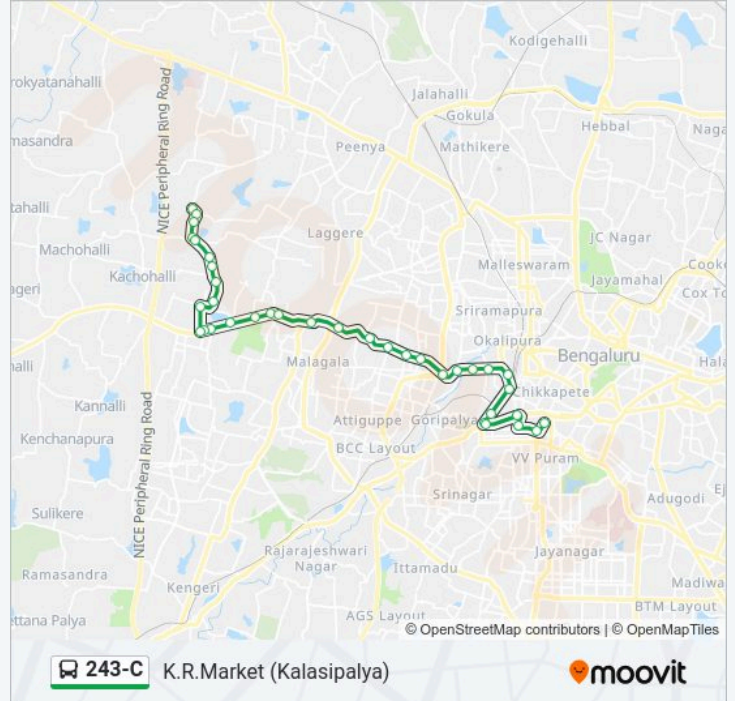 Kodigehalli
rokyatanahalli
NICE Peripheral Ring Road
Jalahalli
Gokula
Hebbal
Naga
masandra
Peenya
Mathikere
tahalli
Laggere
JC Nagar
Machohalli
Malleswaram
Cooke
Kachohalli
Jayamahal
ageri
Cox To
Sriramapura
Okalipura
Bengaluru
Hala
alli
Malagala
Chikkapete
Kannalli
Attiguppe
Goripalya
Kenchanapura
BCC Layout
VV Puram
NICE Peripheral Ring Road
Srinagar
Adugodi
Ej
Sulikere
Rajarajeshwari
Nagar
Jayanagar
Ittamadu
Ramasandra
Kengeri
Madiwa
BTM Layout
ettana Palya
AGS Layout
© OpenStreetMap contributors | © OpenMapTiles
243-C K.R.Market (Kalasipalya)
moovit